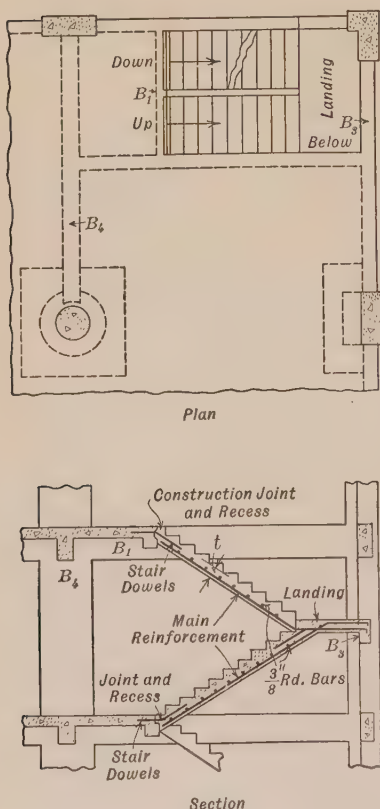 Down
B1
Up
Landing
Below
B3
B4
Plan
Construction Joint
and Recess
t
B1
Stair
Dowels
B4
Landing
Main
Reinforcement
B3
3/8" Rd. Bars
Joint and
Recess
Stair
Dowels
Section